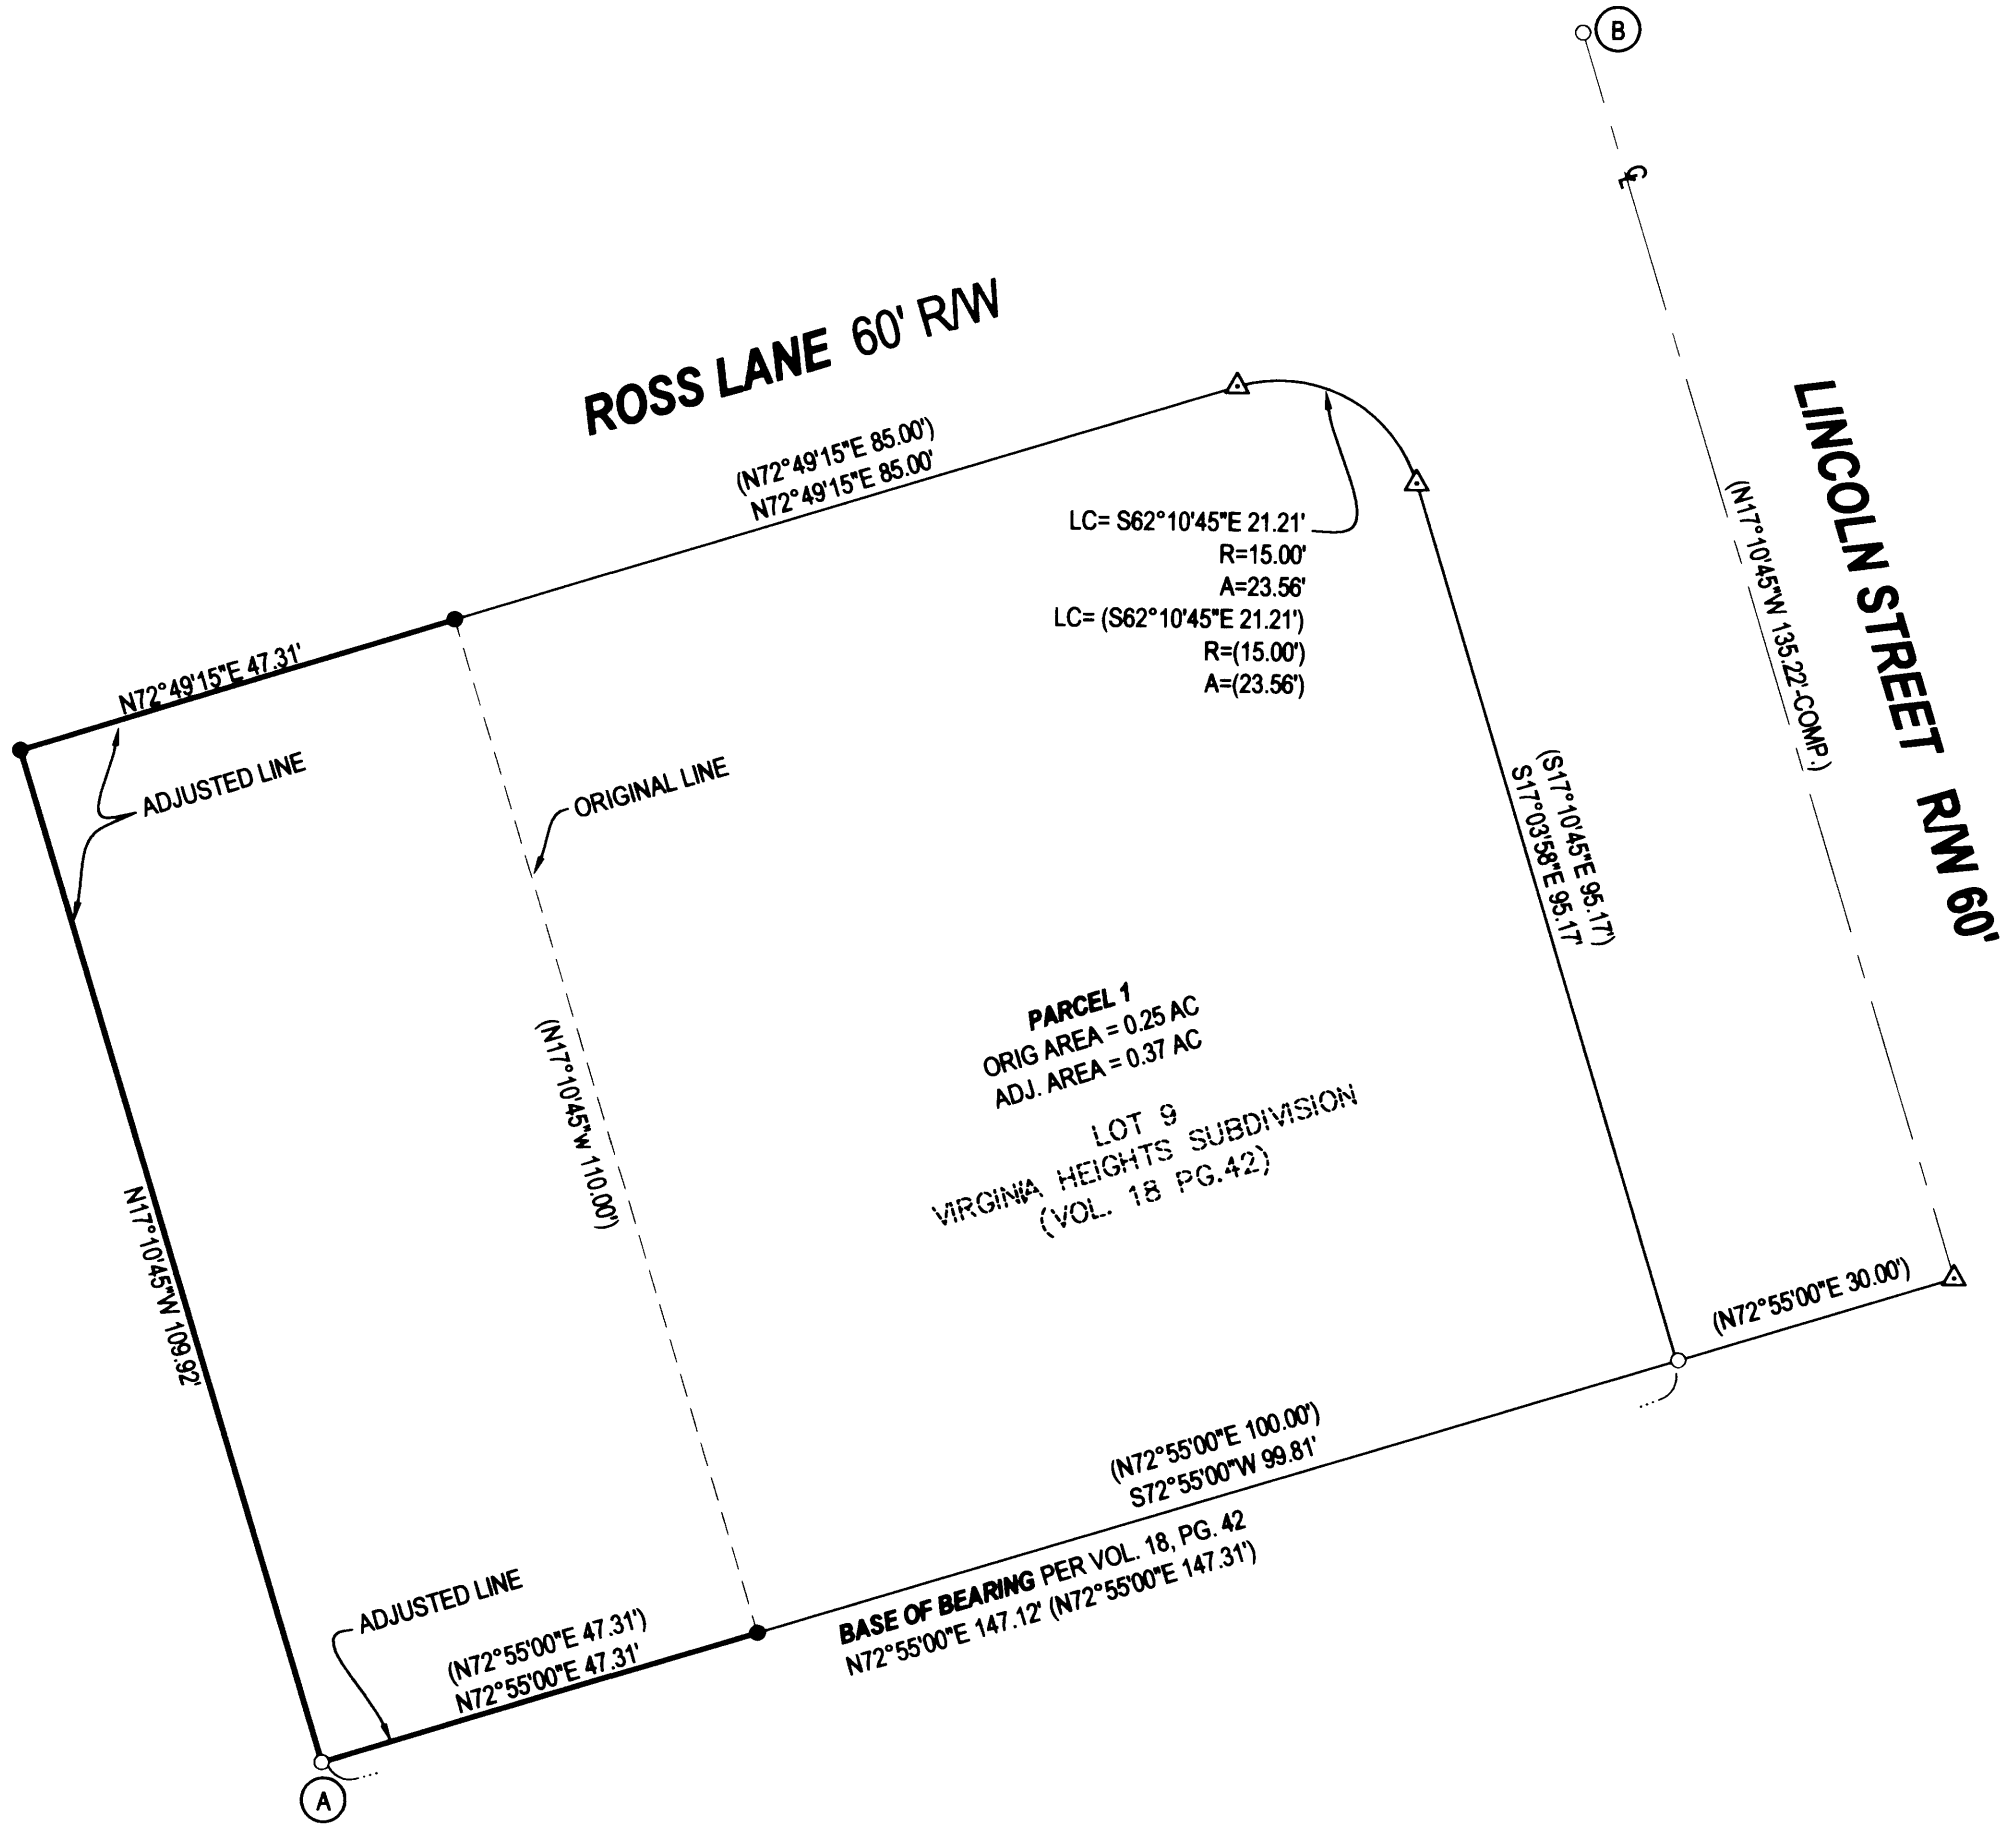 B
CL
ROSS LANE 60' R/W
LINCOLN STREET R/W 60'
(N72°49'15"E 85.00')
N72°49'15"E 85.00'
(N17°10'45"W 135.22'-COMP.)
LC= S62°10'45"E 21.21'
R=15.00'
A=23.56'
LC= (S62°10'45"E 21.21')
R=(15.00')
A=(23.56')
N72°49'15"E 47.31'
ADJUSTED LINE
ORIGINAL LINE
(S17°10'45"E 95.17')
S17°03'58"E 95.17'
(N17°10'45"W 110.00')
PARCEL 1
ORIG AREA = 0.25 AC
ADJ. AREA = 0.37 AC
LOT 9
VIRGINIA HEIGHTS SUBDIVISION
(VOL. 18 PG.42)
N17°10'45"W 109.92'
(N72°55'00"E 30.00')
(N72°55'00"E 100.00')
S72°55'00"W 99.81'
BASE OF BEARING PER VOL. 18, PG. 42
N72°55'00"E 147.12' (N72°55'00"E 147.31')
ADJUSTED LINE
(N72°55'00"E 47.31')
N72°55'00"E 47.31'
A